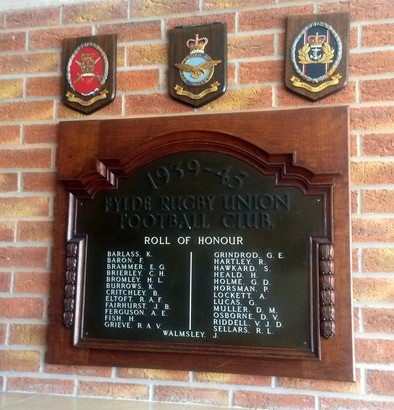 1939-45
FYLDE RUGBY UNION
FOOTBALL CLUB.
ROLL OF HONOUR
BARLASS, K.
BARON, F.
BRAMMER, E. G.
BRIERLEY, C. H.
BROMLEY, H. L.
BURROWS, K.
CRITCHLEY, B.
ELTOFT, R. A. F.
FAIRHURST, J. B.
FERGUSON, A. E.
FISH, H.
GRIEVE, R. A. V.
GRINDROD, G. E.
HARTLEY, R.
HAWKARD, S.
HEALD, H.
HOLME, G. D.
HORSMAN, P.
LOCKETT, A.
LUCAS, G.
MULLER, D. M.
OSBORNE, D. V.
RIDDELL, V. J. D.
SELLARS, R. L.
WALMSLEY, J.